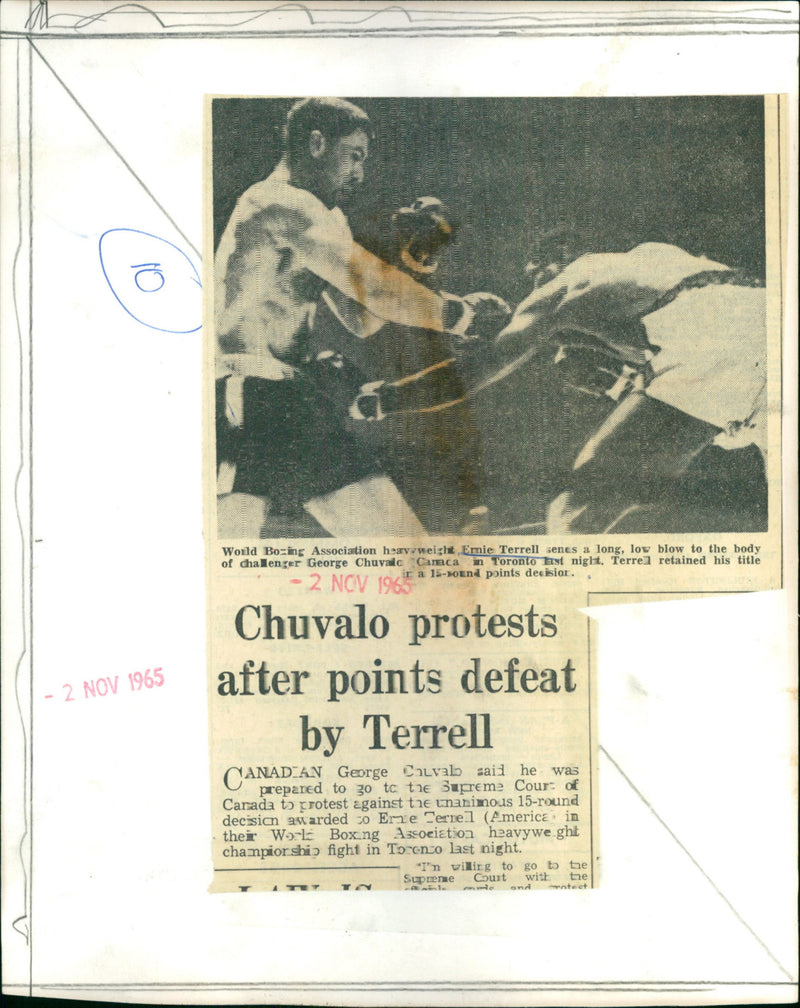 10
World Boxing Association heavyweight Ernie Terrell sends a long, low blow to the body
of challenger George Chuvalo (Canada) in Toronto last night. Terrell retained his title
in a 15-round points decision.
- 2 NOV 1965
Chuvalo protests
after points defeat
by Terrell
- 2 NOV 1965
CANADIAN George Chuvalo said he was
prepared to go to the Supreme Court of
Canada to protest against the unanimous 15-round
decision awarded to Ernie Terrell (America) in
their World Boxing Association heavyweight
championship fight in Toronto last night.
"I'm willing to go to the
Supreme Court with the
cards and protest